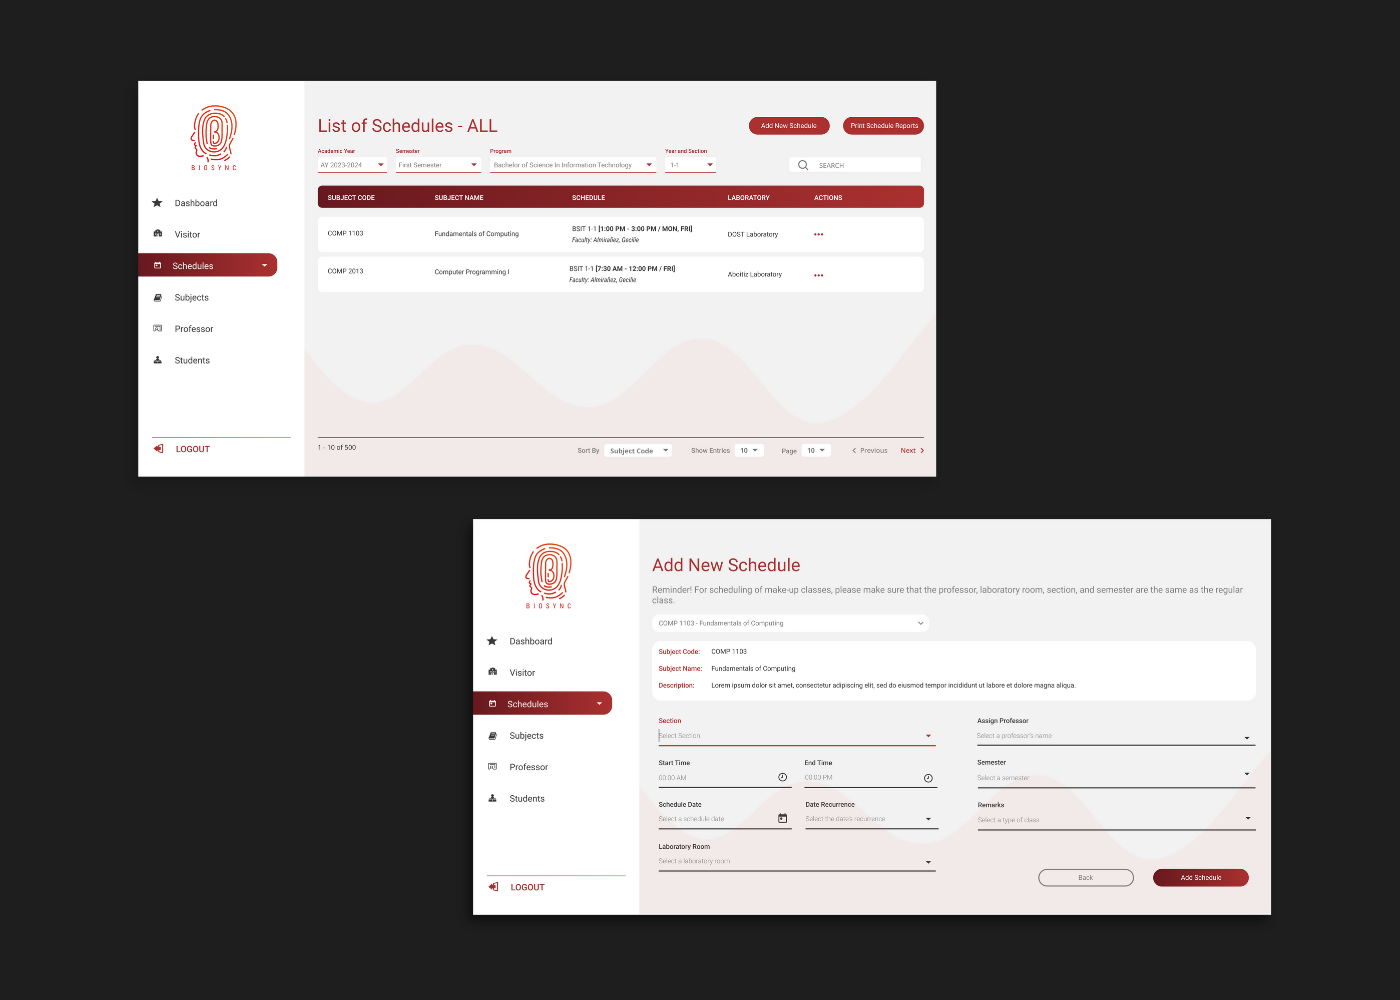 BIOSYNC
Dashboard
Visitor
Schedules
Subjects
Professor
Students
LOGOUT
List of Schedules - ALL
Add New Schedule
Print Schedule Reports
Academic Year
Semester
Program
Year and Section
AY 2023-2024
First Semester
Bachelor of Science In Information Technology
1-1
SEARCH
SUBJECT CODE SUBJECT NAME SCHEDULE LABORATORY ACTIONS
COMP 1103 Fundamentals of Computing BSIT 1-1 [1:00 PM - 3:00 PM / MON, FRI] DOST Laboratory
Faculty: Almirañez, Gecilie
COMP 2013 Computer Programming I BSIT 1-1 [7:30 AM - 12:00 PM / FRI] Aboitiz Laboratory
Faculty: Almirañez, Gecilie
1 - 10 of 500
Sort By Subject Code Show Entries 10 Page 10 Previous Next
BIOSYNC
Dashboard
Visitor
Schedules
Subjects
Professor
Students
LOGOUT
Add New Schedule
Reminder! For scheduling of make-up classes, please make sure that the professor, laboratory room, section, and semester are the same as the regular
class.
COMP 1103 - Fundamentals of Computing
Subject Code: COMP 1103
Subject Name: Fundamentals of Computing
Description: Lorem ipsum dolor sit amet, consectetur adipiscing elit, sed do eiusmod tempor incididunt ut labore et dolore magna aliqua.
Section
Select Section
Assign Professor
Select a professor's name
Start Time
00:00 AM
End Time
00:00 PM
Semester
Select a semester
Schedule Date
Select a schedule date
Date Recurrence
Select the date's recurrence
Remarks
Select a type of class
Laboratory Room
Select a laboratory room
Back
Add Schedule